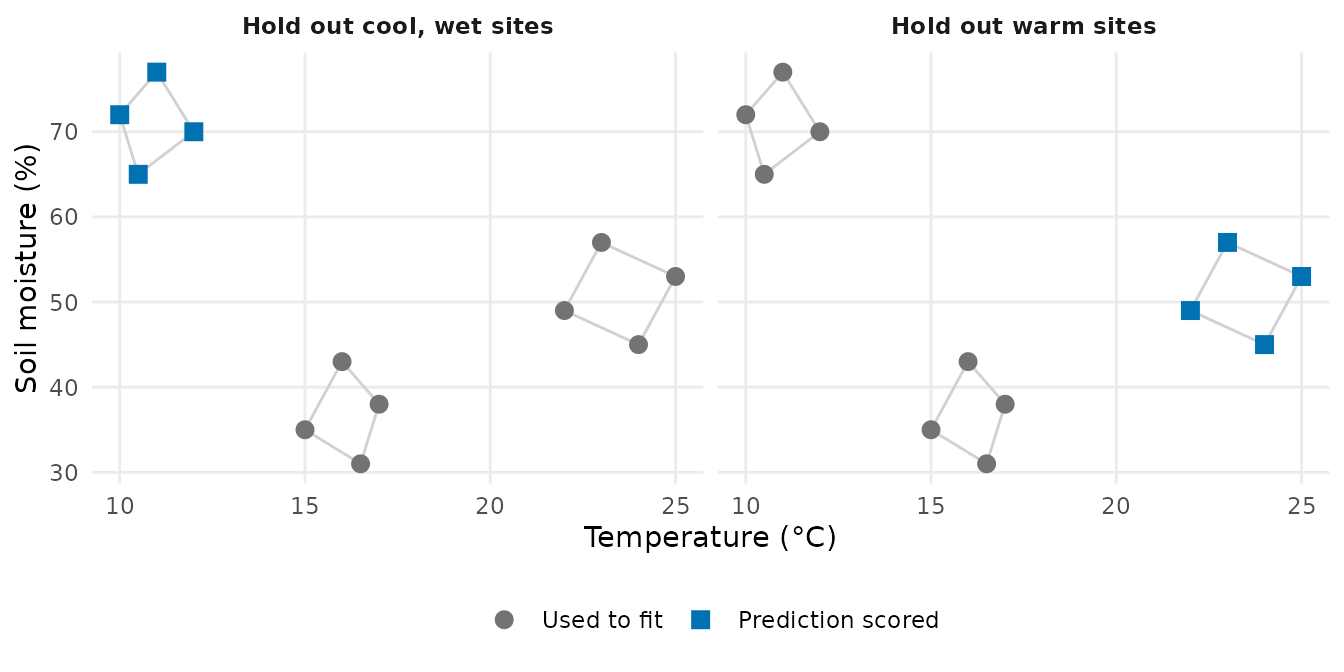 Hold out cool, wet sites
Hold out warm sites
Soil moisture (%)
70
60
50
40
30
10 15 20 25
10 15 20 25
Temperature (°C)
Used to fit
Prediction scored